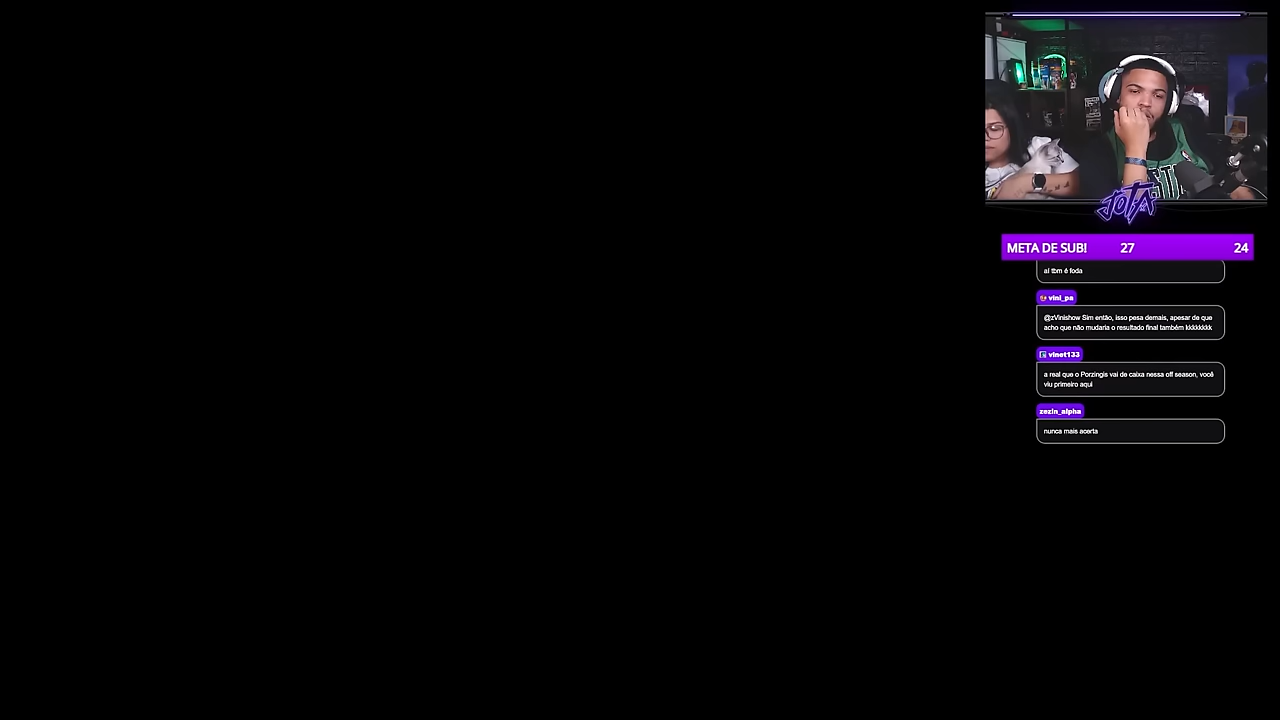 JOTA
META DE SUB! 27 24
aí tbm é foda
vini_pa
@zVinishow Sim então, isso pesa demais, apesar de que
acho que não mudaria o resultado final também kkkkkkkk
vinet133
a real que o Porzingis vai de caixa nessa off season, você
viu primeiro aqui
zezin_alpha
nunca mais acerta